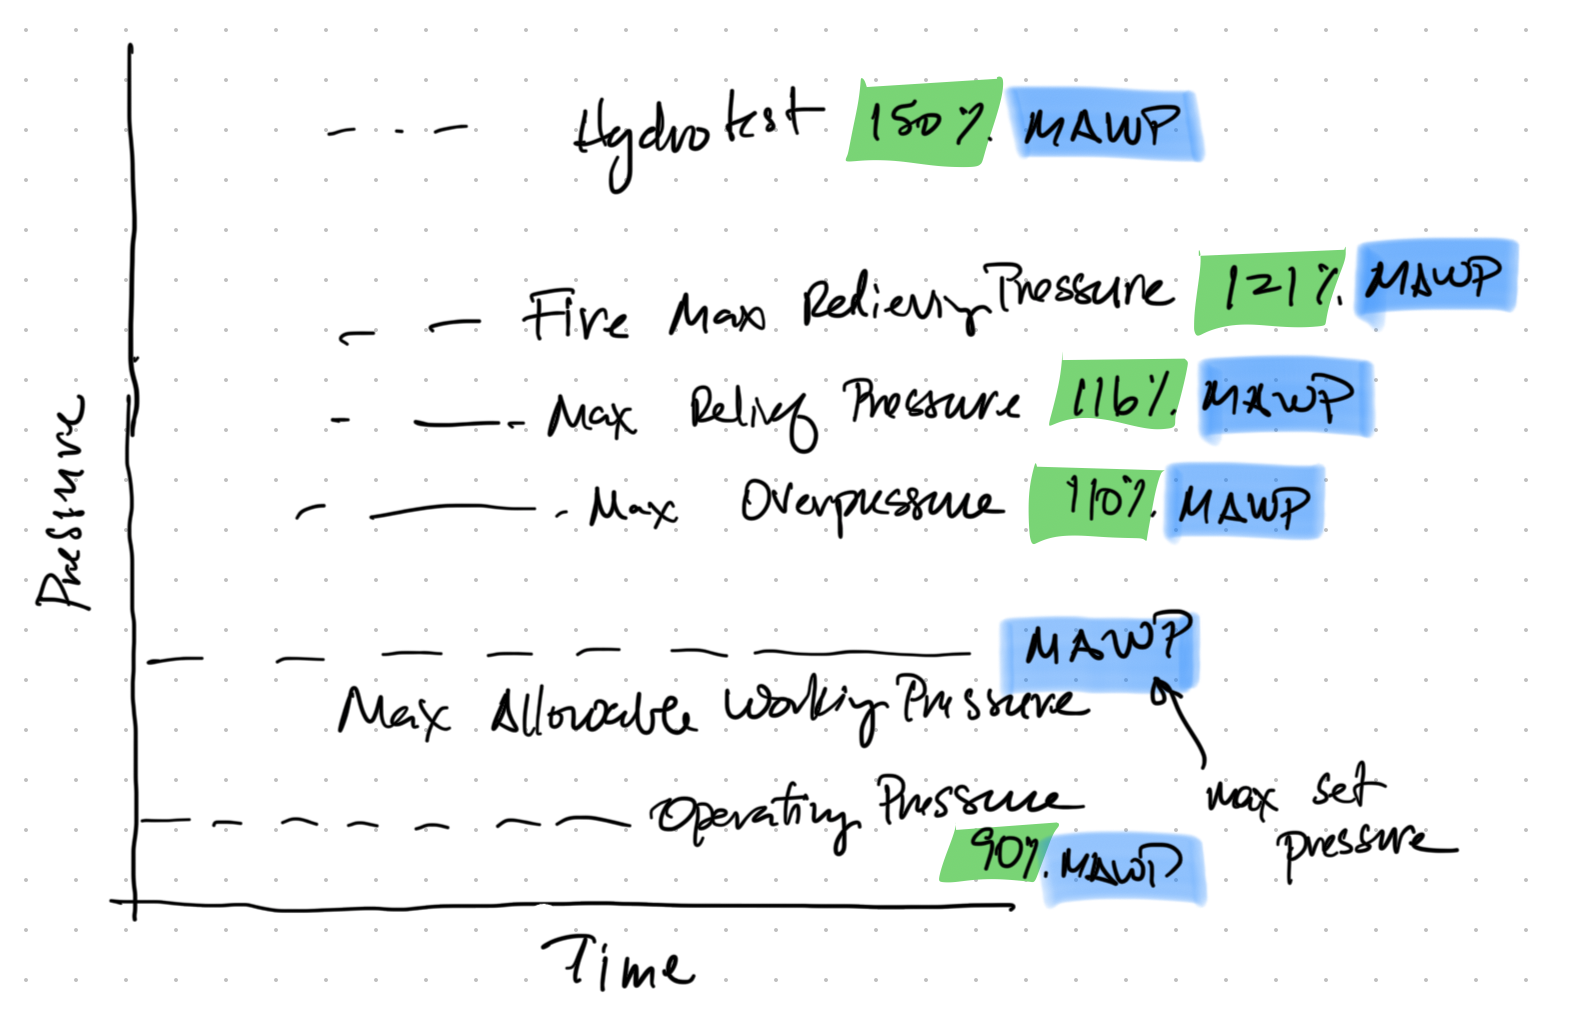 Hydrotest 150% MAWP
Fire Max Relieving Pressure 121% MAWP
Max Relief Pressure 116% MAWP
Max Overpressure 110% MAWP
MAWP
Max Allowable Working Pressure
max set
pressure
Operating Pressure
90% MAWP
Pressure
Time